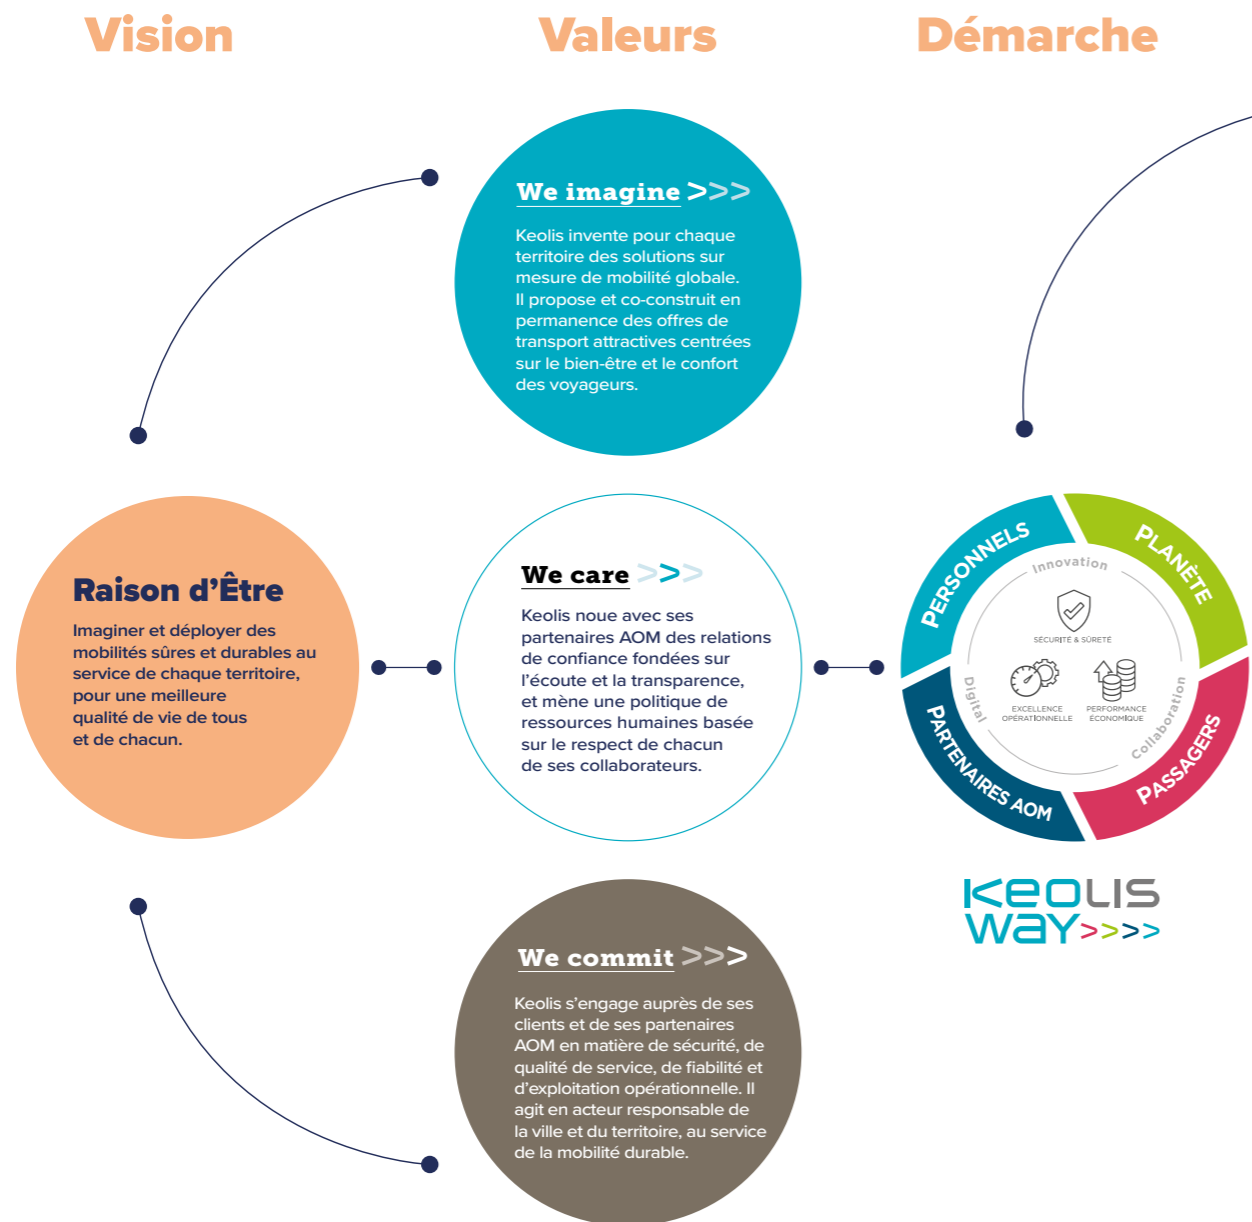 Vision
Valeurs
Démarche
We imagine >>>
Keolis invente pour chaque
territoire des solutions sur
mesure de mobilité globale.
Il propose et co-construit en
permanence des offres de
transport attractives centrées
sur le bien-être et le confort
des voyageurs.
Raison d’Être
Imaginer et déployer des
mobilités sûres et durables au
service de chaque territoire,
pour une meilleure
qualité de vie de tous
et de chacun.
We care >>>
Keolis noue avec ses
partenaires AOM des relations
de confiance fondées sur
l’écoute et la transparence,
et mène une politique de
ressources humaines basée
sur le respect de chacun
de ses collaborateurs.
PERSONNELS
PLANÈTE
Innovation
SÉCURITÉ & SÛRETÉ
Digital
EXCELLENCE
OPÉRATIONNELLE
PERFORMANCE
ÉCONOMIQUE
Collaboration
PARTENAIRES AOM
PASSAGERS
KEOLIS
WAY>>>>
We commit >>>
Keolis s’engage auprès de ses
clients et de ses partenaires
AOM en matière de sécurité, de
qualité de service, de fiabilité et
d’exploitation opérationnelle. Il
agit en acteur responsable de
la ville et du territoire, au service
de la mobilité durable.